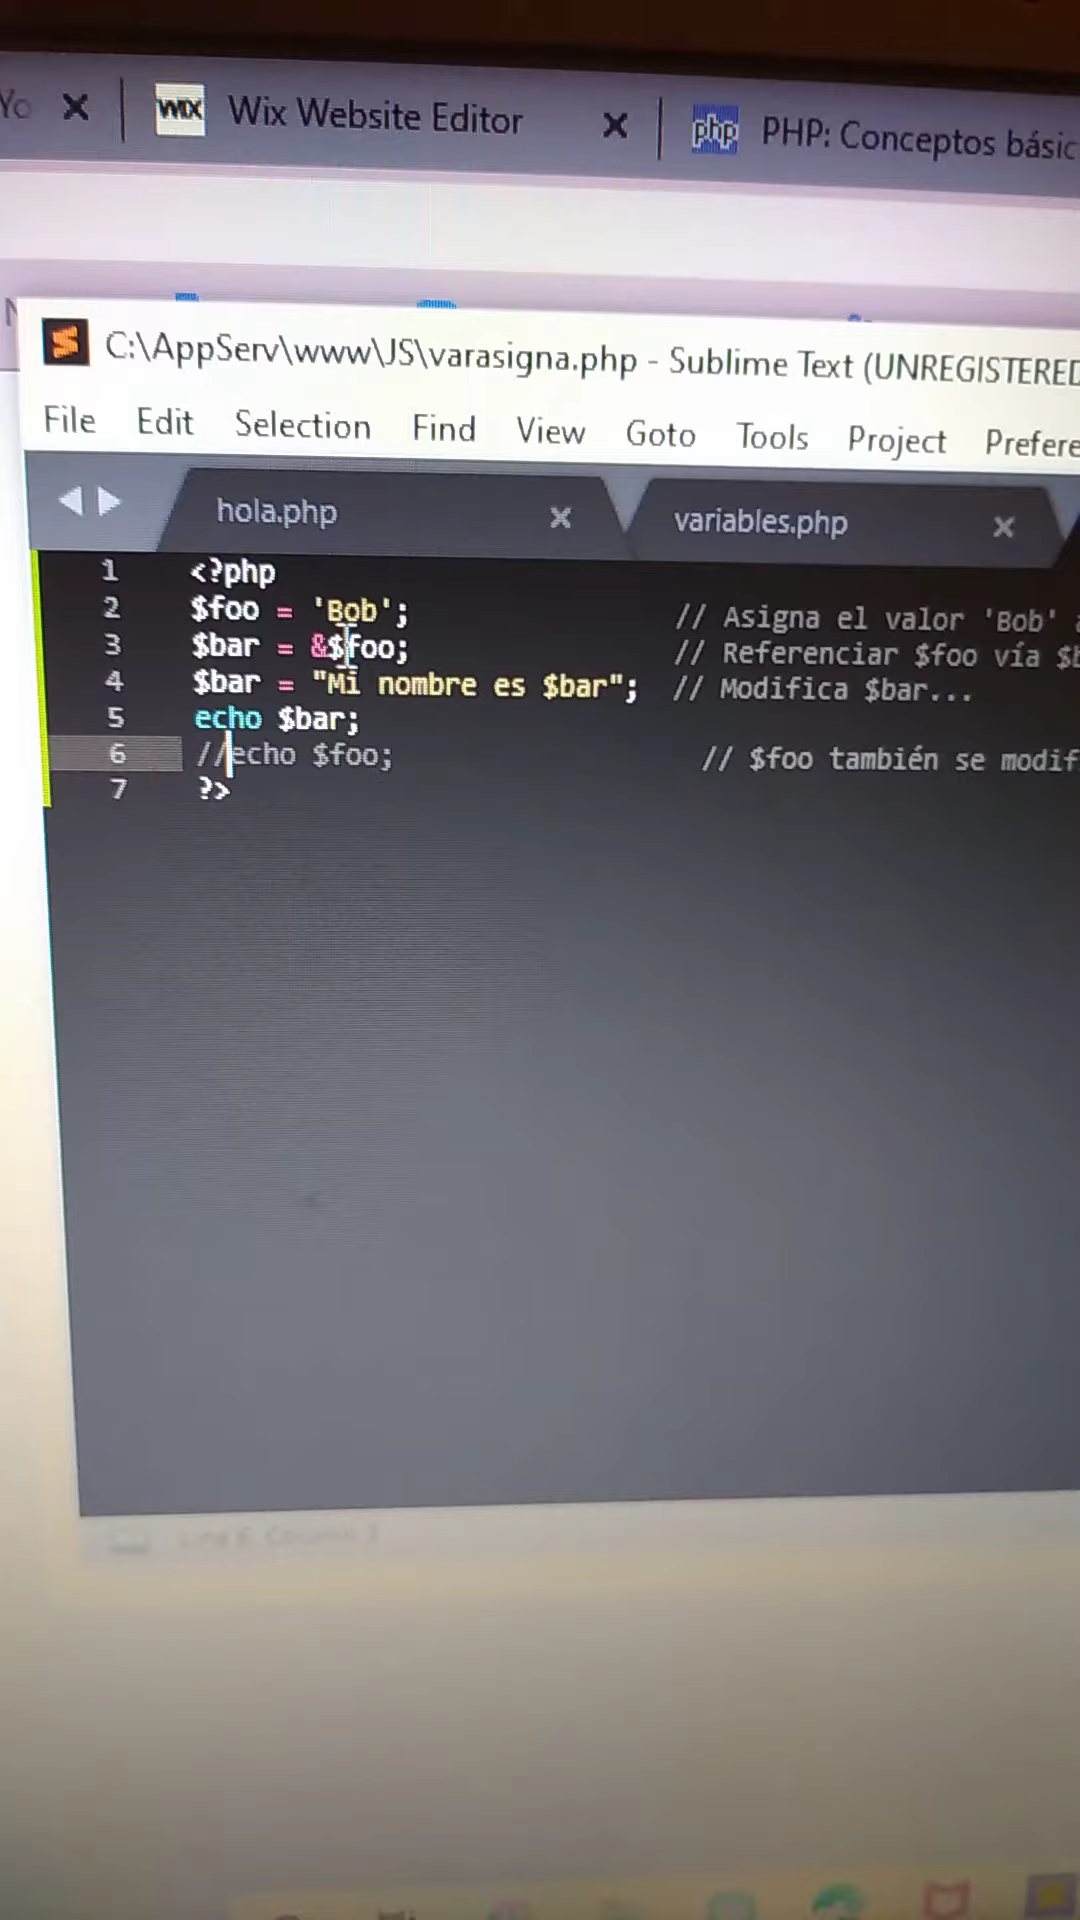 Yo
WIX Wix Website Editor
php PHP: Conceptos básic
C:\AppServ\www\JS\varasigna.php - Sublime Text (UNREGISTERED
File Edit Selection Find View Goto Tools Project Prefere
hola.php variables.php
1 <?php
2 $foo = 'Bob'; // Asigna el valor 'Bob'
3 $bar = &$foo; // Referenciar $foo vía $b
4 $bar = "Mi nombre es $bar"; // Modifica $bar...
5 echo $bar;
6 //echo $foo; // $foo también se modif
7 ?>